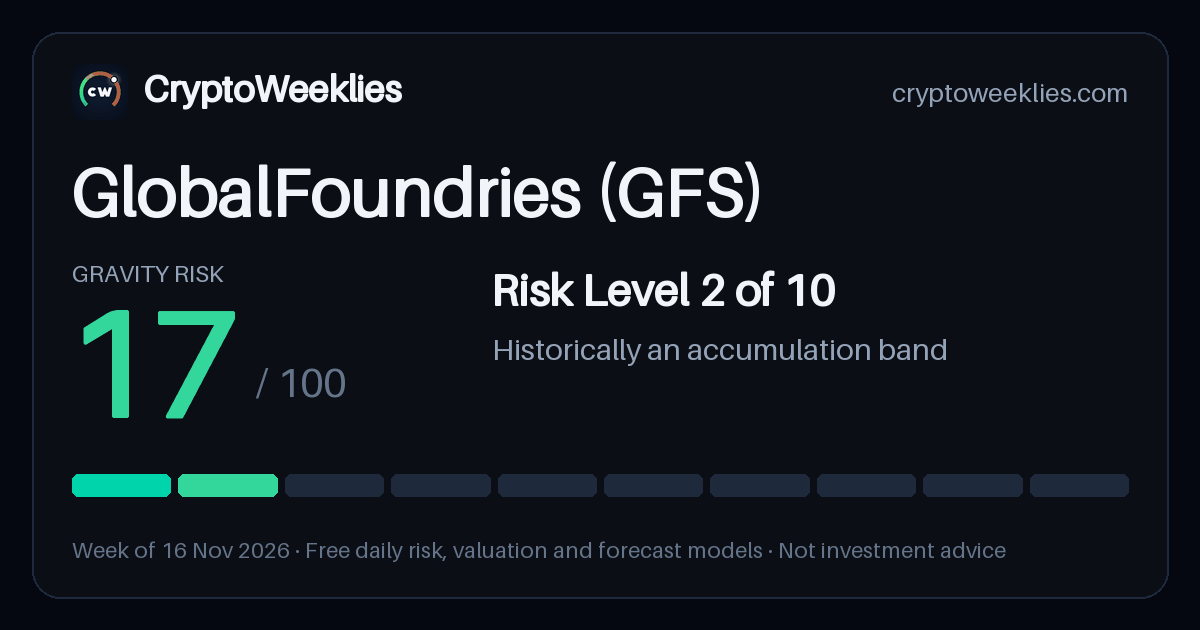 CW
CryptoWeeklies
cryptoweeklies.com
GlobalFoundries (GFS)
GRAVITY RISK
17 / 100
Risk Level 2 of 10
Historically an accumulation band
Week of 16 Nov 2026 · Free daily risk, valuation and forecast models · Not investment advice